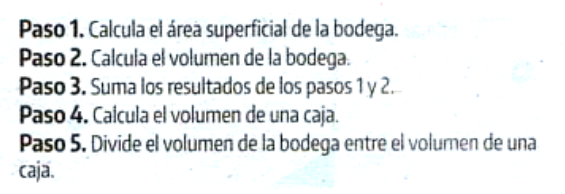 Paso 1. Calcula el área superficial de la bodega.
Paso 2. Calcula el volumen de la bodega.
Paso 3. Suma los resultados de los pasos 1 y 2.
Paso 4. Calcula el volumen de una caja.
Paso 5. Divide el volumen de la bodega entre el volumen de una
caja.